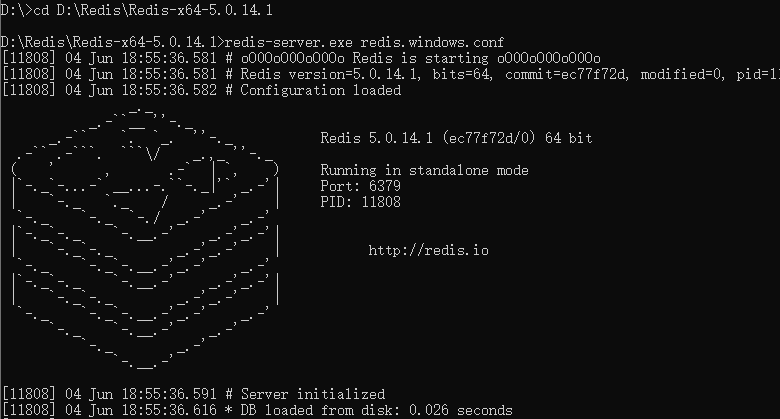 D:\>cd D:\Redis\Redis-x64-5.0.14.1
D:\Redis\Redis-x64-5.0.14.1>redis-server.exe redis.windows.conf
[11808] 04 Jun 18:55:36.581 # oO0OoO0OoO0Oo Redis is starting oO0OoO0OoO0Oo
[11808] 04 Jun 18:55:36.581 # Redis version=5.0.14.1, bits=64, commit=ec77f72d, modified=0, pid=11
[11808] 04 Jun 18:55:36.582 # Configuration loaded
Redis 5.0.14.1 (ec77f72d/0) 64 bit
Running in standalone mode
Port: 6379
PID: 11808
http://redis.io
[11808] 04 Jun 18:55:36.591 # Server initialized
[11808] 04 Jun 18:55:36.616 * DB loaded from disk: 0.026 seconds